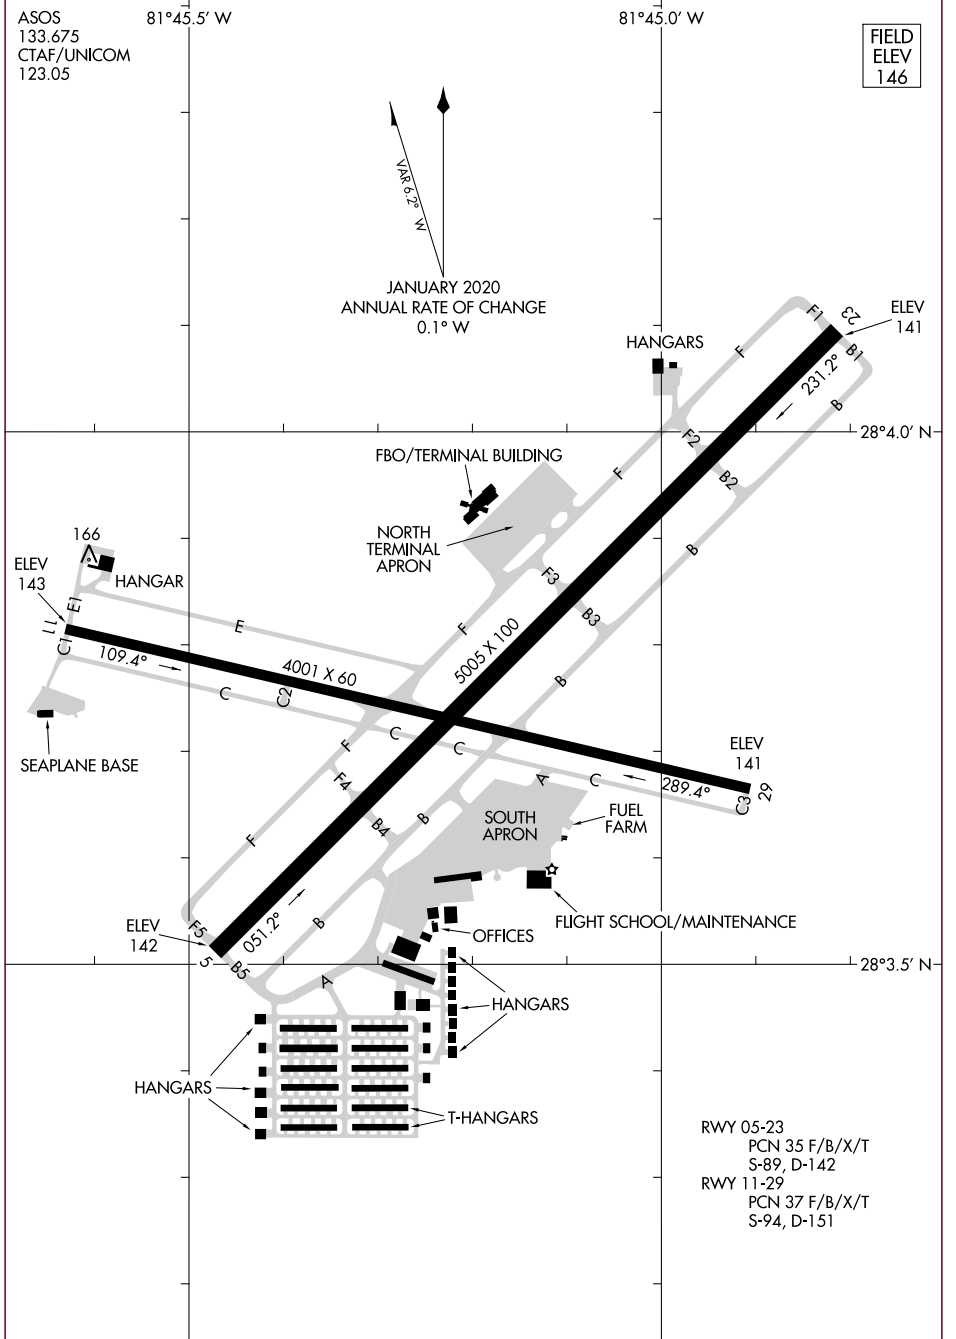 ASOS
133.675
CTAF/UNICOM
123.05
81°45.5' W
81°45.0' W
FIELD
ELEV
146
VAR 6.2° W
JANUARY 2020
ANNUAL RATE OF CHANGE
0.1° W
F1
23
ELEV
141
HANGARS
F
B1
231.2°
B
28°4.0' N
F2
FBO/TERMINAL BUILDING
F
B2
NORTH
TERMINAL
APRON
166
B
ELEV
143
HANGAR
F3
E1
B3
11
E
F
C1
109.4°
5005 X 100
4001 X 60
B
C
C2
SEAPLANE BASE
F
C
C
ELEV
141
F4
A
C
289.4°
29
C3
SOUTH
APRON
FUEL
FARM
B
B4
F
FLIGHT SCHOOL/MAINTENANCE
ELEV
142
F5
051.2°
B
OFFICES
5
B5
28°3.5' N
A
HANGARS
HANGARS
T-HANGARS
RWY 05-23
PCN 35 F/B/X/T
S-89, D-142
RWY 11-29
PCN 37 F/B/X/T
S-94, D-151